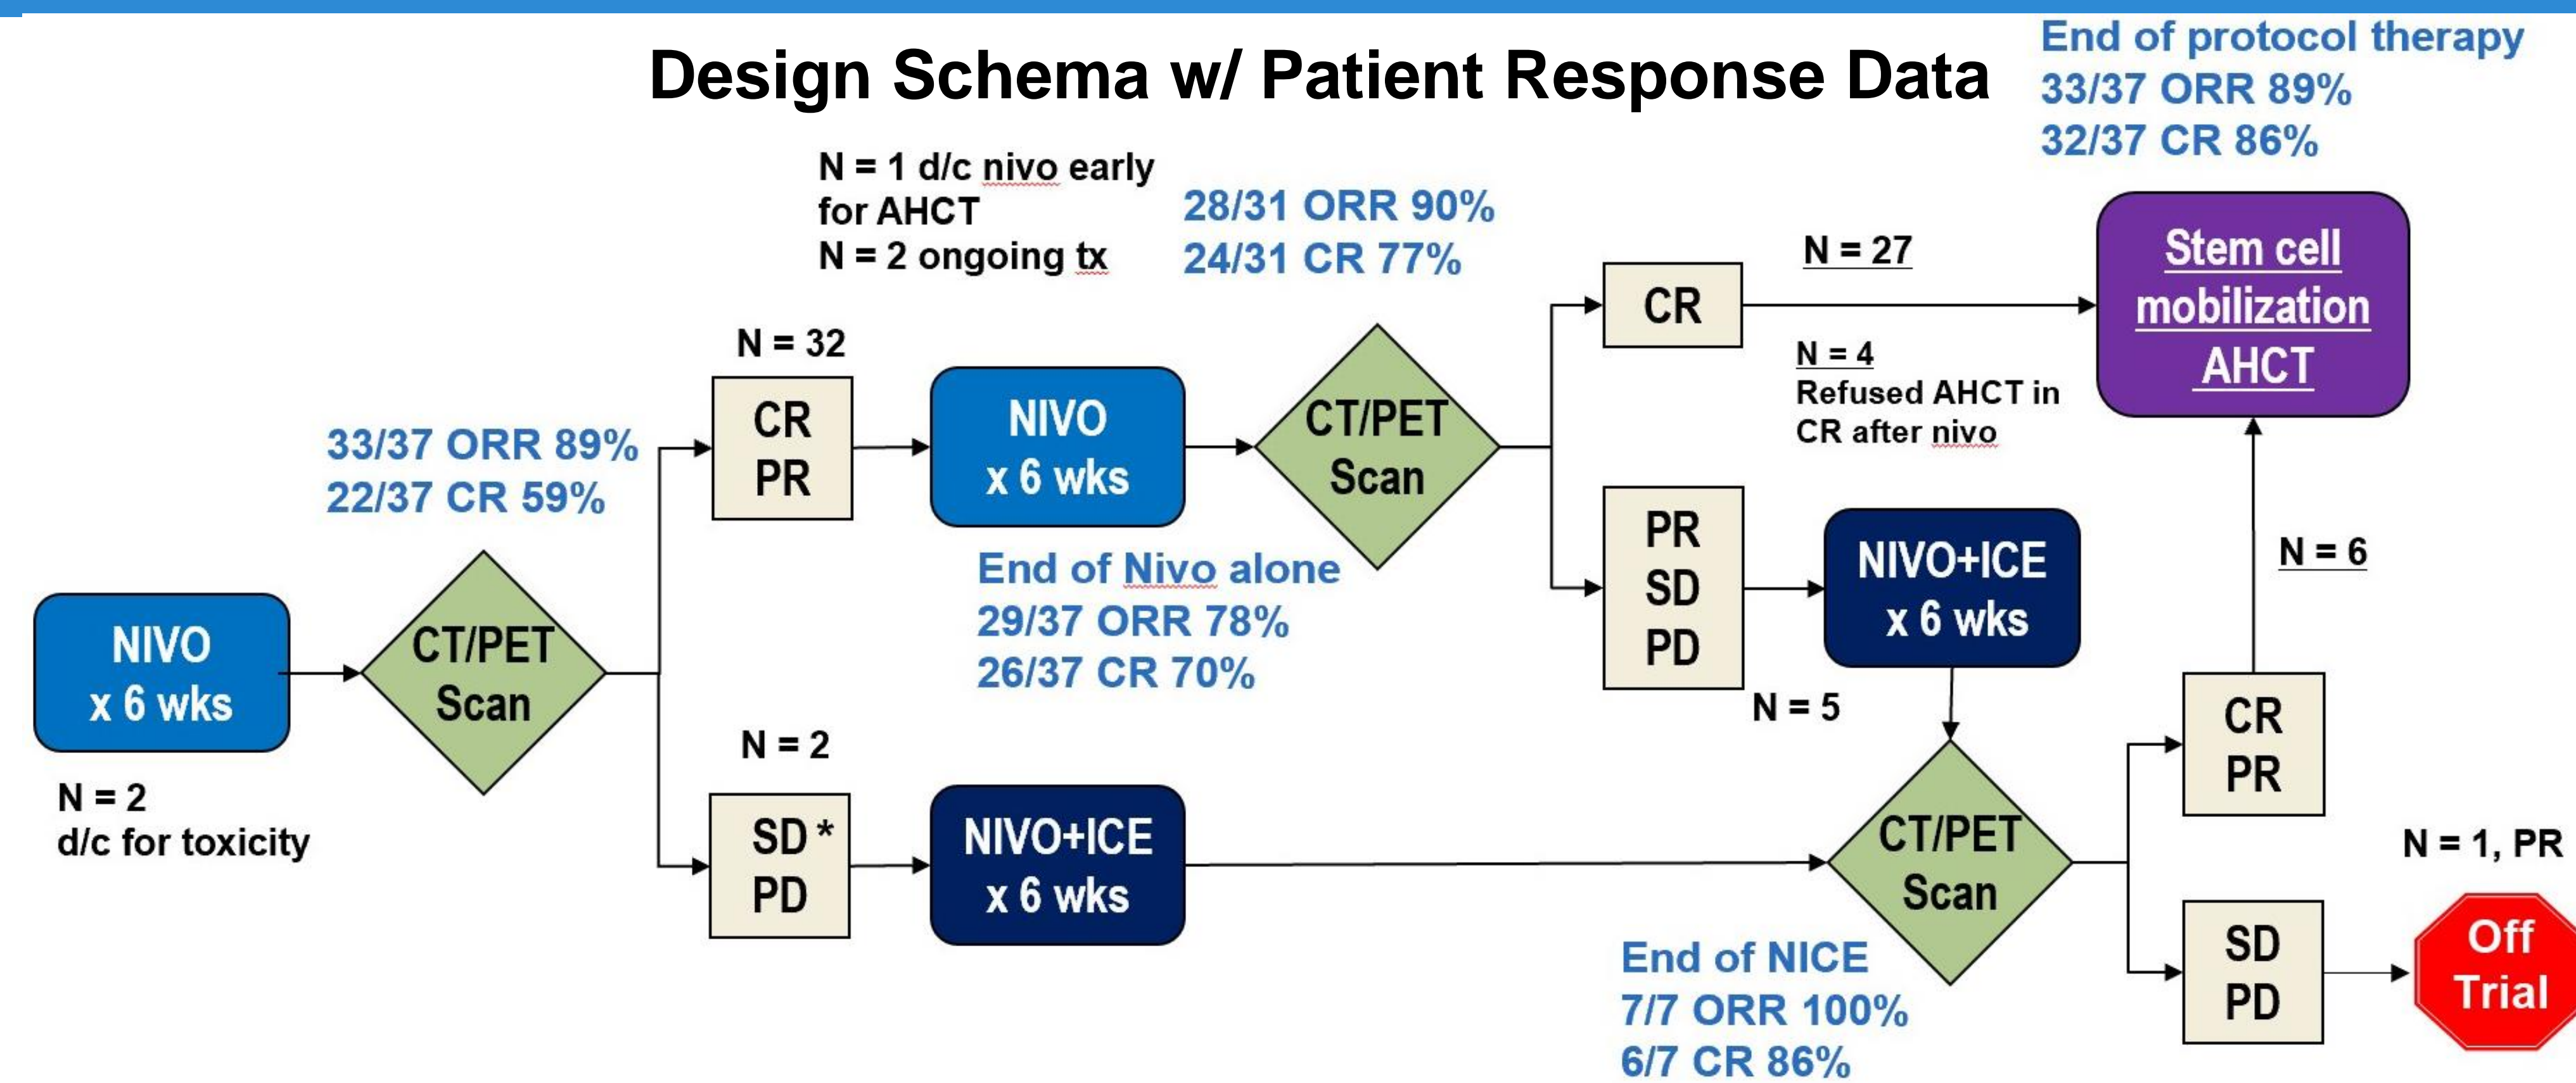 Design Schema w/ Patient Response Data
End of protocol therapy
33/37 ORR 89%
32/37 CR 86%
N = 1 d/c nivo early
for AHCT
N = 2 ongoing tx
28/31 ORR 90%
24/31 CR 77%
33/37 ORR 89%
22/37 CR 59%
NIVO
x 6 wks
N = 2
d/c for toxicity
CT/PET
Scan
N = 32
CR
PR
NIVO
x 6 wks
End of Nivo alone
29/37 ORR 78%
26/37 CR 70%
CT/PET
Scan
CR
N = 27
N = 4
Refused AHCT in
CR after nivo
Stem cell
mobilization
AHCT
PR
SD
PD
N = 5
NIVO+ICE
x 6 wks
N = 6
N = 2
SD *
PD
NIVO+ICE
x 6 wks
CT/PET
Scan
End of NICE
7/7 ORR 100%
6/7 CR 86%
CR
PR
SD
PD
N = 1, PR
Off
Trial